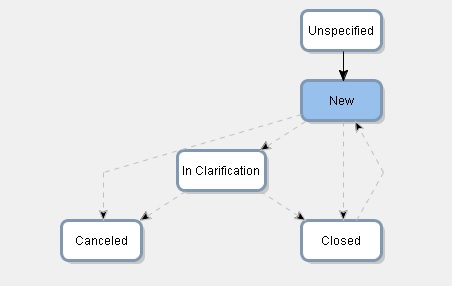 Unspecified
New
In Clarification
Canceled
Closed